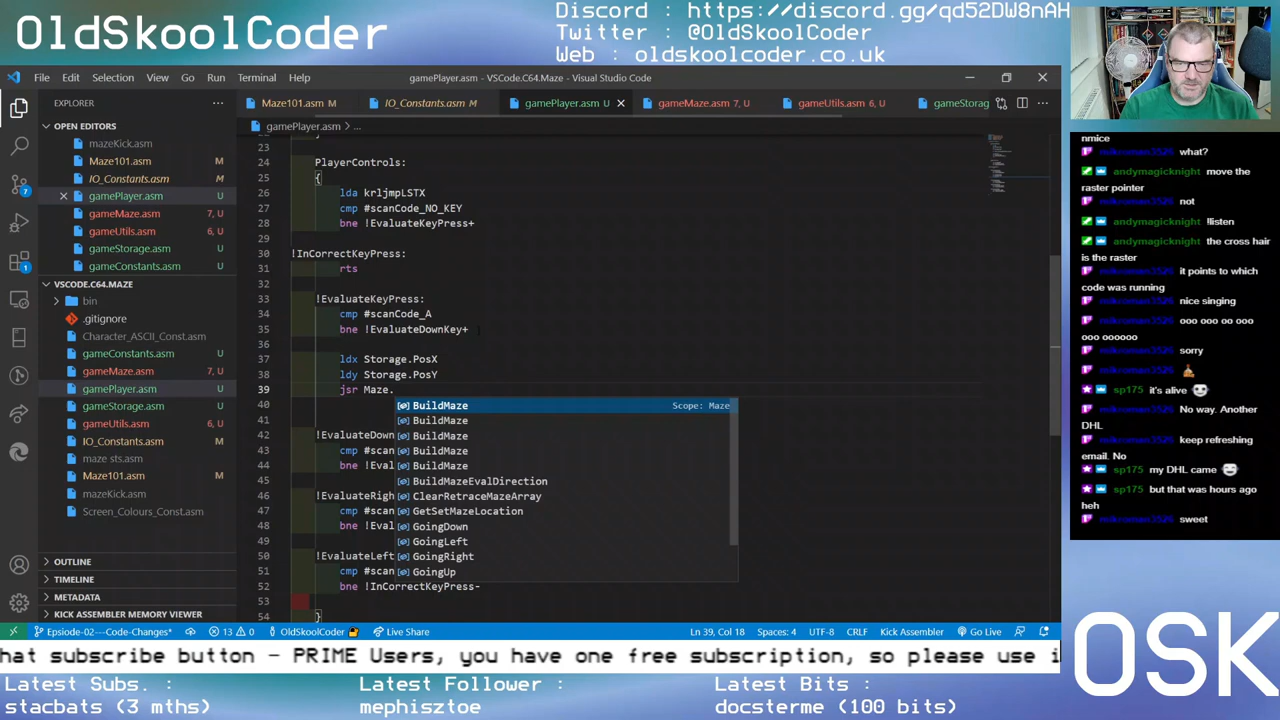 OldSkoolCoder
Discord : https://discord.gg/qd52DW8nAH
Twitter : @OldSkoolCoder
Web : oldskoolcoder.co.uk
File Edit Selection View Go Run Terminal Help
gamePlayer.asm - VSCode.C64.Maze - Visual Studio Code
EXPLORER
Maze101.asm M
IO_Constants.asm M
gamePlayer.asm U
gameMaze.asm 7, U
gameUtils.asm 6, U
gameStorag
OPEN EDITORS
mazeKick.asm
Maze101.asm M
IO_Constants.asm M
gamePlayer.asm U
gameMaze.asm 7, U
gameUtils.asm 6, U
gameStorage.asm U
gameConstants.asm U
VSCODE.C64.MAZE
bin
.gitignore
Character_ASCII_Const.asm
gameConstants.asm U
gameMaze.asm 7, U
gamePlayer.asm U
gameStorage.asm U
gameUtils.asm 6, U
IO_Constants.asm M
maze sts.asm
Maze101.asm M
mazeKick.asm
Screen_Colours_Const.asm
OUTLINE
TIMELINE
METADATA
KICK ASSEMBLER MEMORY VIEWER
7
1
gamePlayer.asm > ...
23
24 PlayerControls:
25 {
26 lda krljmpLSTX
27 cmp #scanCode_NO_KEY
28 bne !EvaluateKeyPress+
29
30 !InCorrectKeyPress:
31 rts
32
33 !EvaluateKeyPress:
34 cmp #scanCode_A
35 bne !EvaluateDownKey+
36
37 ldx Storage.PosX
38 ldy Storage.PosY
39 jsr Maze.
40
41
42 !EvaluateDown
43 cmp #scan
44 bne !Eval
45
46 !EvaluateRigh
47 cmp #scan
48 bne !Eval
49
50 !EvaluateLeft
51 cmp #scan
52 bne !InCorrectKeyPress-
53
54 }
BuildMaze Scope: Maze
BuildMaze
BuildMaze
BuildMaze
BuildMaze
BuildMazeEvalDirection
ClearRetraceMazeArray
GetSetMazeLocation
GoingDown
GoingLeft
GoingRight
GoingUp
Epsiode-02---Code-Changes* 13 0 OldSkoolCoder Live Share
Ln 39, Col 18 Spaces: 4 UTF-8 CRLF Kick Assembler Go Live
nmice
mikroman3526 what?
andymagicknight move the
raster pointer
mikroman3526 not
andymagicknight !listen
andymagicknight the cross hair
is the raster
mikroman3526 it points to which
code was running
mikroman3526 nice singing
mikroman3526 ooo ooo oo ooo
ooo oooooo
mikroman3526 sorry
mikroman3526
sp175 it's alive
mikroman3526 No way. Another
DHL
mikroman3526 keep refreshing
email. No
sp175 my DHL came
sp175 but that was hours ago
heh
mikroman3526 sweet
OSK
hat subscribe button - PRIME Users, you have one free subscription, so please use i
Latest Subs. :
stacbats (3 mths)
Latest Follower :
mephisztoe
Latest Bits :
docsterme (100 bits)